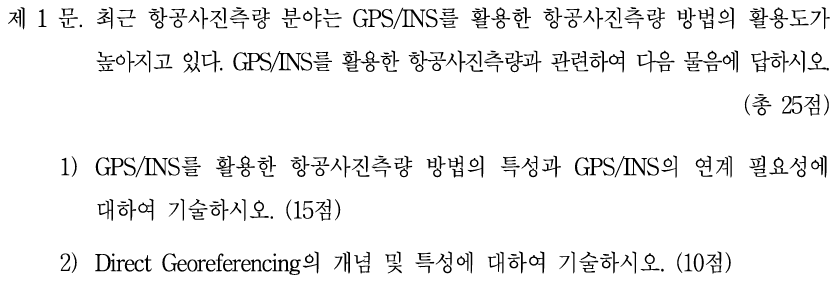 제 1 문. 최근 항공사진측량 분야는 GPS/INS를 활용한 항공사진측량 방법의 활용도가
높아지고 있다. GPS/INS를 활용한 항공사진측량과 관련하여 다음 물음에 답하시오.
(총 25점)
1) GPS/INS를 활용한 항공사진측량 방법의 특성과 GPS/INS의 연계 필요성에
대하여 기술하시오. (15점)
2) Direct Georeferencing의 개념 및 특성에 대하여 기술하시오. (10점)